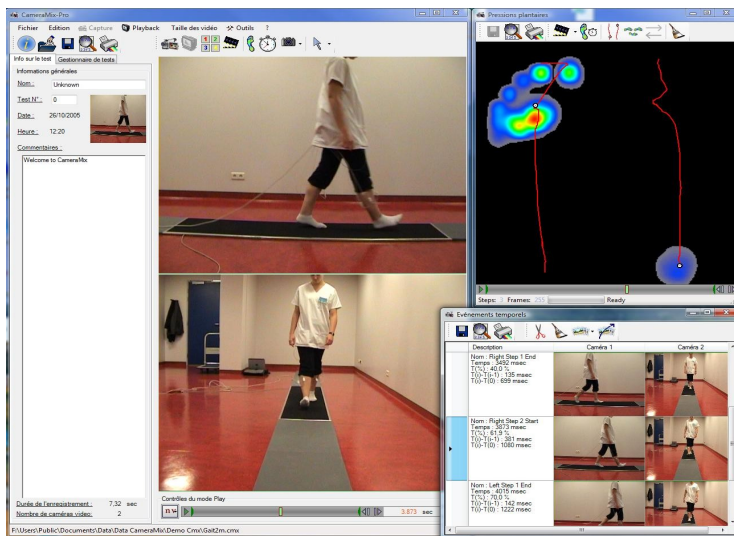 CameraMix-Pro
Fichier Edition Capture Playback Taille des vidéo Outils ?
Info sur le test Gestionnaire de tests
Informations générales
Nom : Unknown
Test N° : 0
Date : 26/10/2005
Heure : 12:20
Commentaires :
Welcome to CameraMix
Durée de l'enregistrement : 7,32 sec
Nombre de caméras video: 2
Contrôles du mode Play
3.873 sec
F:\Users\Public\Documents\Data\Data CameraMix\Demo Cmx\Gait2m.cmx
Pressions plantaires
Steps: 3 Frames: 255 Ready
Evénements temporels
Description Caméra 1 Caméra 2
Nom : Right Step 1 End
Temps : 3492 msec
T(%) : 40,0 %
T(i)-T(i-1) : 135 msec
T(i)-T(0) : 699 msec
Nom : Right Step 2 Start
Temps : 3873 msec
T(%) : 61,9 %
T(i)-T(i-1) : 381 msec
T(i)-T(0) : 1080 msec
Nom : Left Step 1 End
Temps : 4015 msec
T(%) : 70,0 %
T(i)-T(i-1) : 142 msec
T(i)-T(0) : 1222 msec